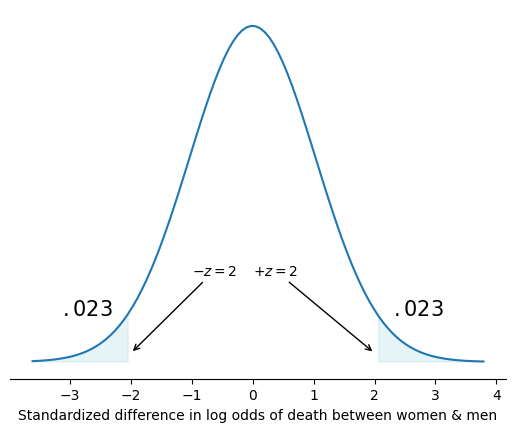 −z = 2 +z = 2
.023 .023
−3 −2 −1 0 1 2 3 4
Standardized difference in log odds of death between women & men